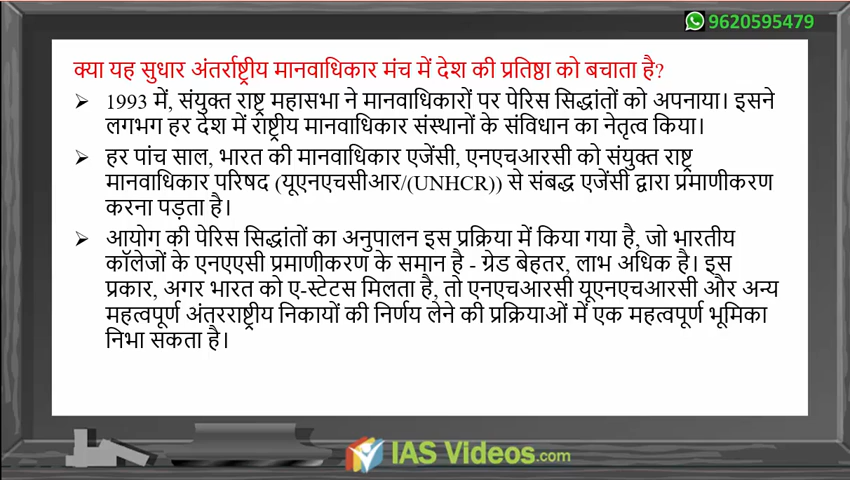 9620595479
क्या यह सुधार अंतर्राष्ट्रीय मानवाधिकार मंच में देश की प्रतिष्ठा को बचाता है?
➢ 1993 में, संयुक्त राष्ट्र महासभा ने मानवाधिकारों पर पेरिस सिद्धांतों को अपनाया। इसने
लगभग हर देश में राष्ट्रीय मानवाधिकार संस्थानों के संविधान का नेतृत्व किया।
➢ हर पांच साल, भारत की मानवाधिकार एजेंसी, एनएचआरसी को संयुक्त राष्ट्र
मानवाधिकार परिषद (यूएनएचसीआर/(UNHCR)) से संबद्ध एजेंसी द्वारा प्रमाणीकरण
करना पड़ता है।
➢ आयोग की पेरिस सिद्धांतों का अनुपालन इस प्रक्रिया में किया गया है, जो भारतीय
कॉलेजों के एनएएसी प्रमाणीकरण के समान है - ग्रेड बेहतर, लाभ अधिक है। इस
प्रकार, अगर भारत को ए-स्टेटस मिलता है, तो एनएचआरसी यूएनएचआरसी और अन्य
महत्वपूर्ण अंतरराष्ट्रीय निकायों की निर्णय लेने की प्रक्रियाओं में एक महत्वपूर्ण भूमिका
निभा सकता है।
IAS Videos.com